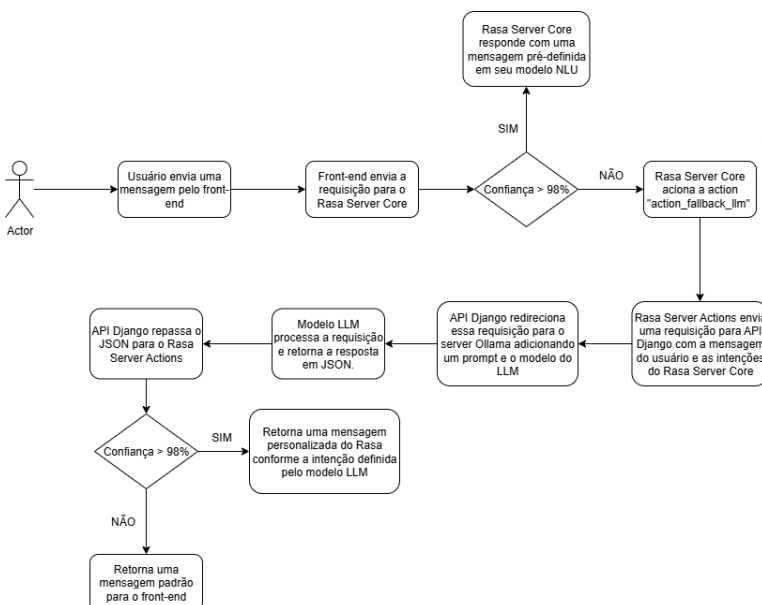 Rasa Server Core
responde com uma
mensagem pré-definida
em seu modelo NLU
SIM
Actor
Usuário envia uma
mensagem pelo front-
end
Front-end envia a
requisição para o
Rasa Server Core
Confiança > 98%
NÃO
Rasa Server Core
aciona a action
"action_fallback_llm"
Rasa Server Actions envia
uma requisição para API
Django com a mensagem
do usuário e as intenções
do Rasa Server Core
API Django redireciona
essa requisição para o
server Ollama adicionando
um prompt e o modelo do
LLM
Modelo LLM
processa a requisição
e retorna a resposta
em JSON.
API Django repassa o
JSON para o Rasa
Server Actions
Confiança > 98%
SIM
Retorna uma mensagem
personalizada do Rasa
conforme a intenção definida
pelo modelo LLM
NÃO
Retorna uma
mensagem padrão
para o front-end